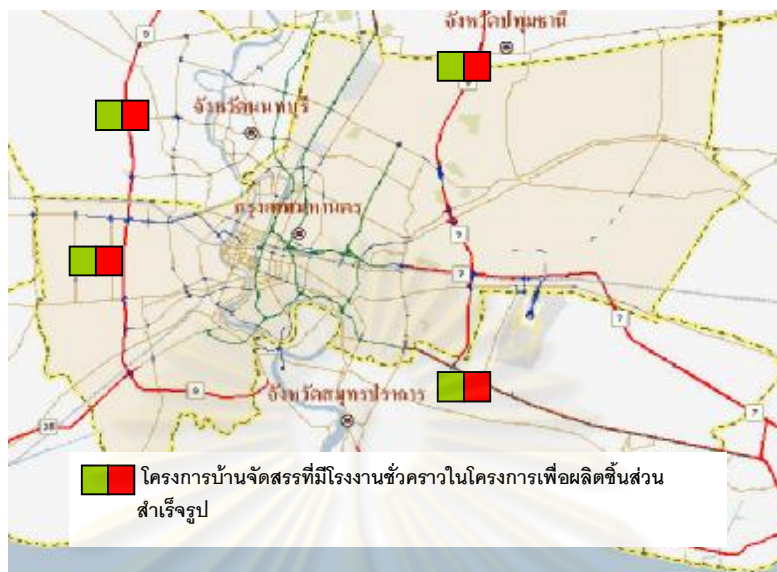 จังหวัดปทุมธานี
9
9
จังหวัดนนทบุรี
กรุงเทพมหานคร
9
7
7
9
จังหวัดสมุทรปราการ
7
35
โครงการบ้านจัดสรรที่มีโรงงานชั่วคราวในโครงการเพื่อผลิตชิ้นส่วน
สำเร็จรูป